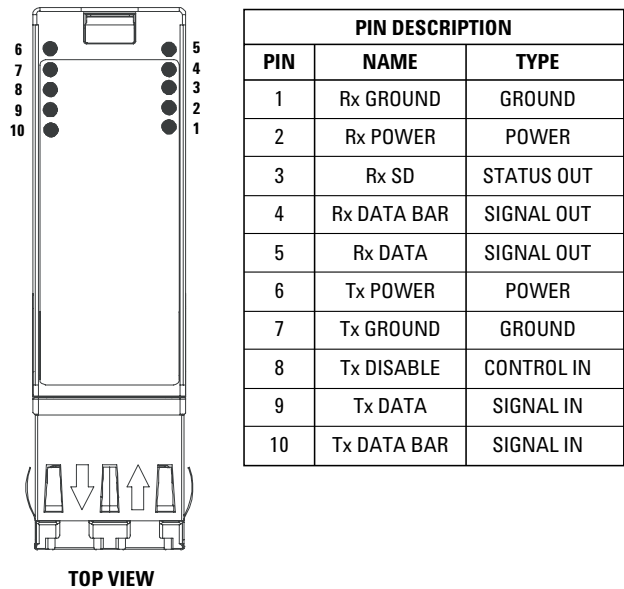 6 5
7 4
8 3
9 2
10 1
TOP VIEW
PIN DESCRIPTION
PIN NAME TYPE
1 Rx GROUND GROUND
2 Rx POWER POWER
3 Rx SD STATUS OUT
4 Rx DATA BAR SIGNAL OUT
5 Rx DATA SIGNAL OUT
6 Tx POWER POWER
7 Tx GROUND GROUND
8 Tx DISABLE CONTROL IN
9 Tx DATA SIGNAL IN
10 Tx DATA BAR SIGNAL IN